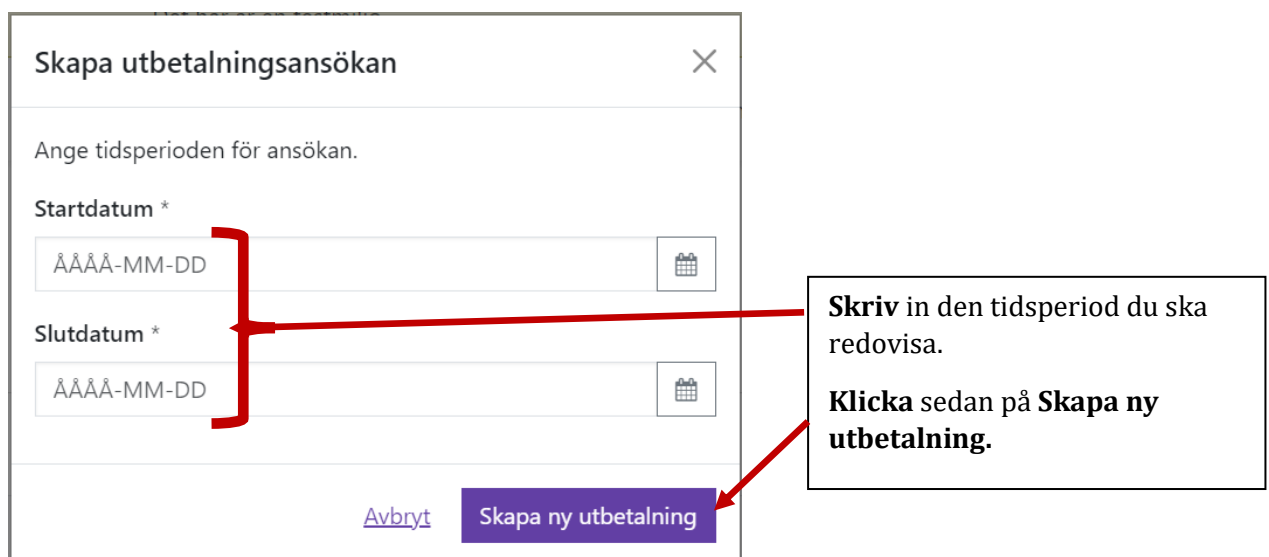 Skapa utbetalningsansökan
Ange tidsperioden för ansökan.
Startdatum *
ÅÅÅÅ-MM-DD
Slutdatum *
ÅÅÅÅ-MM-DD
Avbryt
Skapa ny utbetalning
Skriv in den tidsperiod du ska
redovisa.
Klicka sedan på Skapa ny
utbetalning.